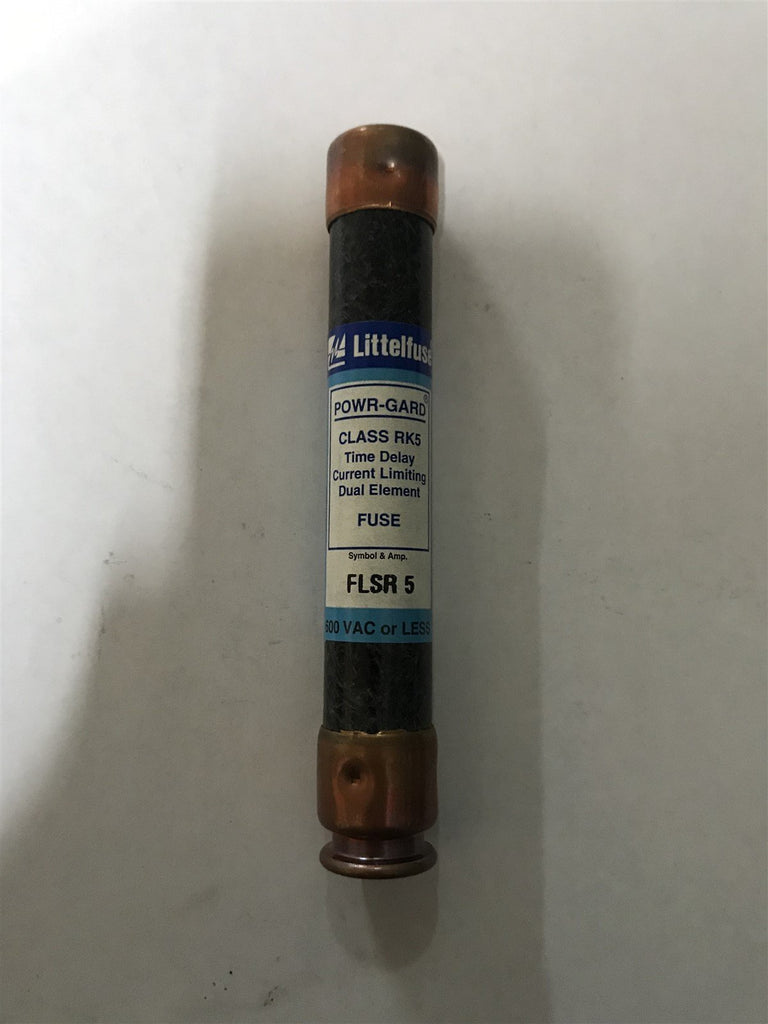 Littelfuse
POWR-GARD®
CLASS RK5
Time Delay
Current Limiting
Dual Element
FUSE
Symbol & Amp.
FLSR 5
600 VAC or LESS